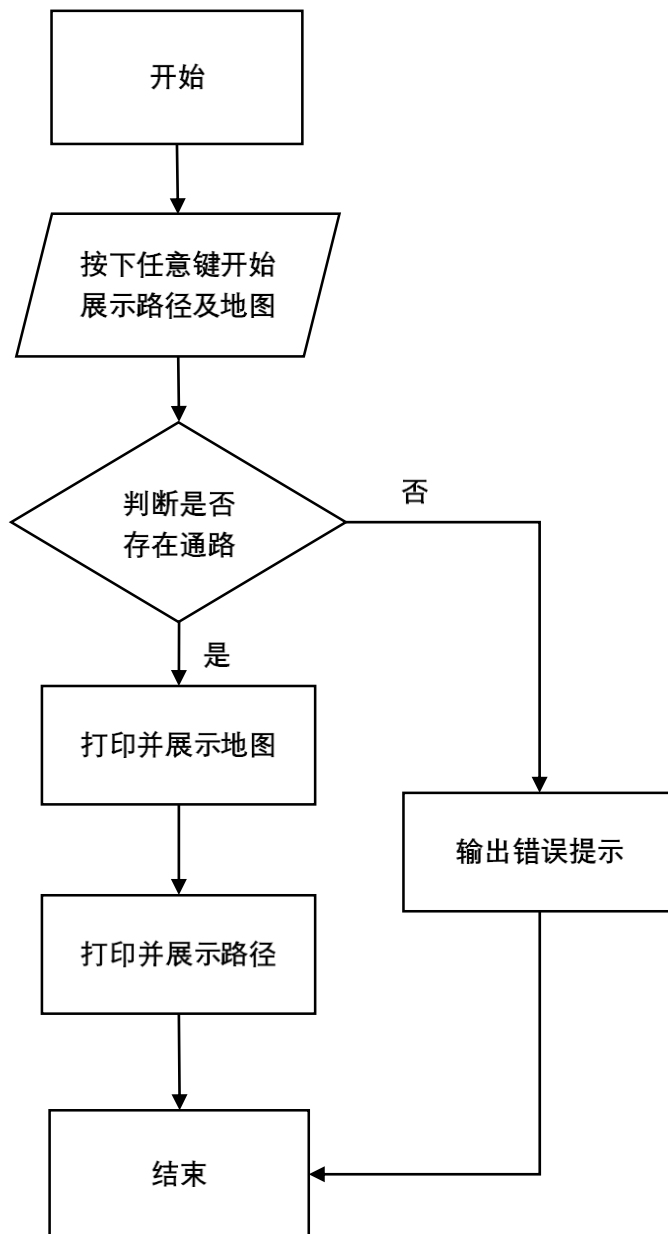 开始
按下任意键开始
展示路径及地图
判断是否
存在通路
否
是
打印并展示地图
输出错误提示
打印并展示路径
结束